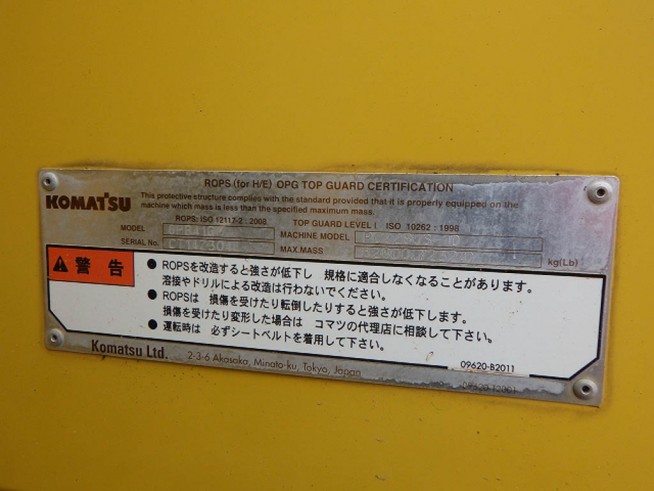 ROPS (for H/E) OPG TOP GUARD CERTIFICATION
KOMATSU
This protective structure complies with the standard provided that it is properly equipped on the
machine which mass is less than the specified maximum mass.
ROPS: ISO 12117-2 : 2008 TOP GUARD LEVEL I ISO 10262 : 1998
MODEL MACHINE MODEL
SERIAL No. MAX.MASS kg(Lb)
警告
● ROPSを改造すると強さが低下し 規格に適合しなくなることがあります。
溶接やドリルによる改造は行わないでください。
● ROPSは 損傷を受けたり転倒したりすると強さが低下します。
損傷を受けたり変形した場合は コマツの代理店に相談して下さい。
● 運転時は 必ずシートベルトを着用して下さい。
09620-B2011
Komatsu Ltd. 2-3-6 Akasaka, Minato-ku, Tokyo, Japan